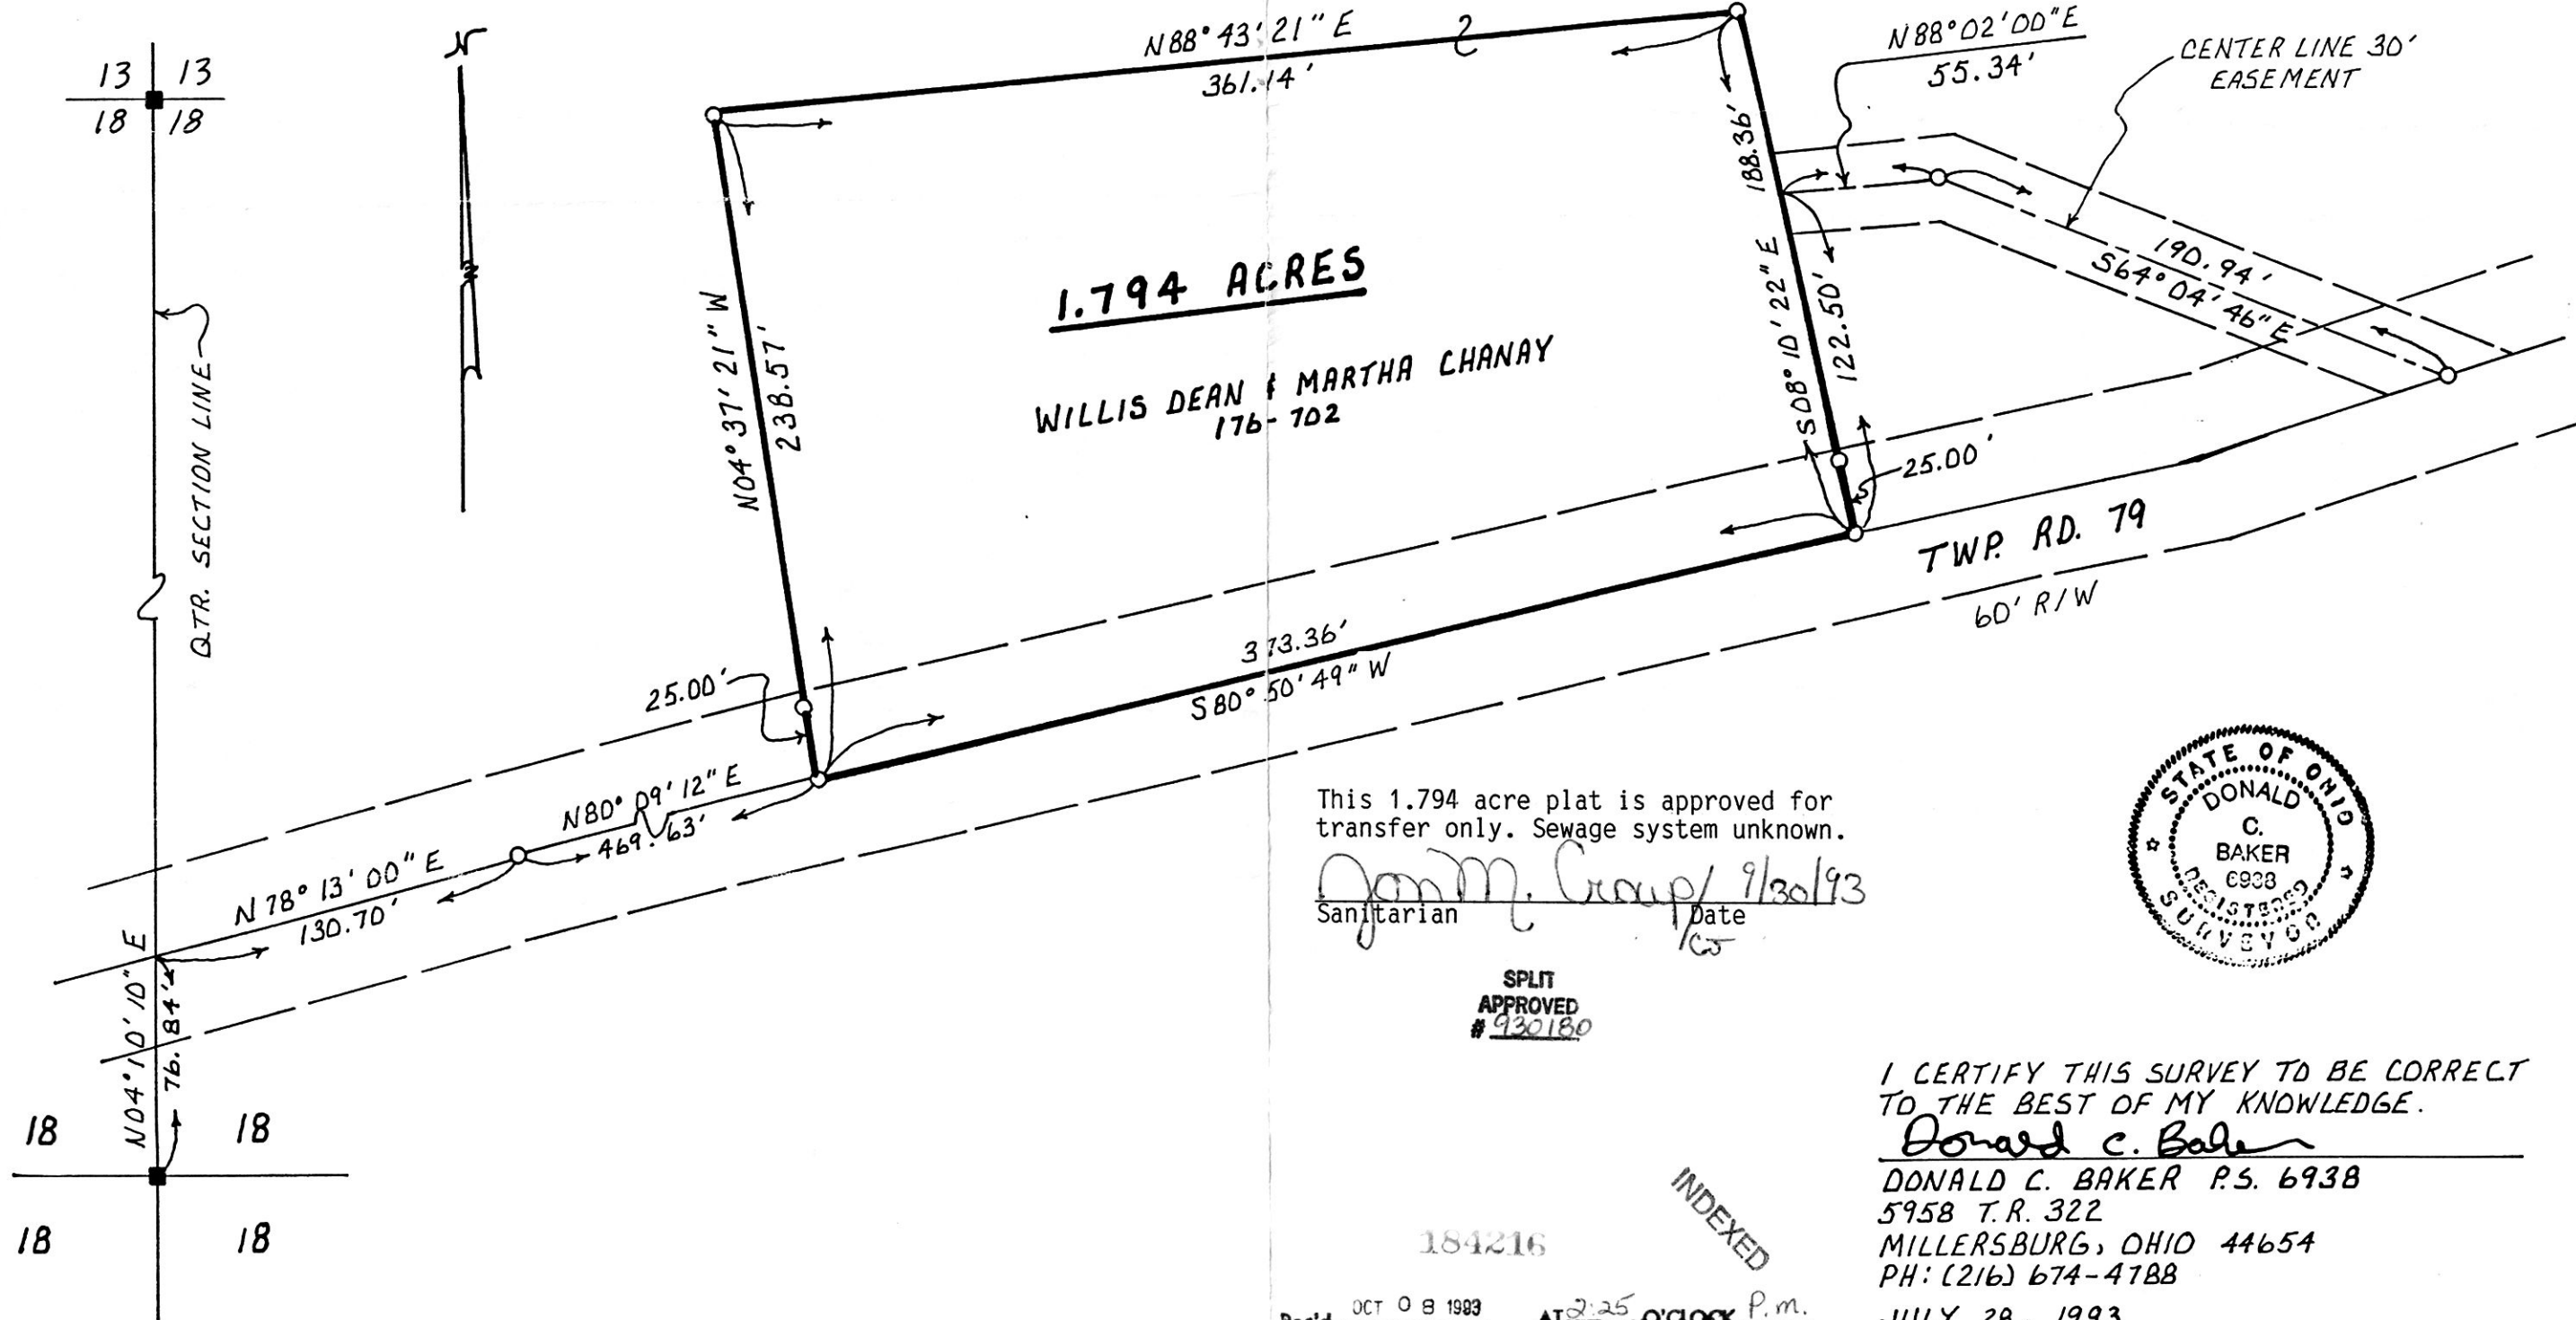 N88°43'21" E
361.14'
N88°02'00"E
55.34'
CENTER LINE 30'
EASEMENT
13 13
18 18
N
QTR. SECTION LINE
188.36'
190.94'
S64°04'46"E
1.794 ACRES
WILLIS DEAN & MARTHA CHANAY
176-702
N04°37'21" W
238.57'
S08°10'22" E
122.50'
25.00'
TWP. RD. 79
60' R/W
373.36'
S80°50'49" W
25.00'
N80°09'12" E
469.63'
N78°13'00" E
130.70'
N04°10'10" E
76.84'
18 18
18 18
This 1.794 acre plat is approved for
transfer only. Sewage system unknown.
9/30/93
Sanitarian Date
SPLIT
APPROVED
# 930180
STATE OF OHIO
DONALD
C.
BAKER
6938
REGISTERED
SURVEYOR
I CERTIFY THIS SURVEY TO BE CORRECT
TO THE BEST OF MY KNOWLEDGE.
Donald C. Baker
DONALD C. BAKER P.S. 6938
5958 T.R. 322
MILLERSBURG, OHIO 44654
PH: (216) 674-4788
JULY 28, 1993
INDEXED
184216
Rec'd OCT 08 1993 AT 2:25 O'CLOCK P.m.